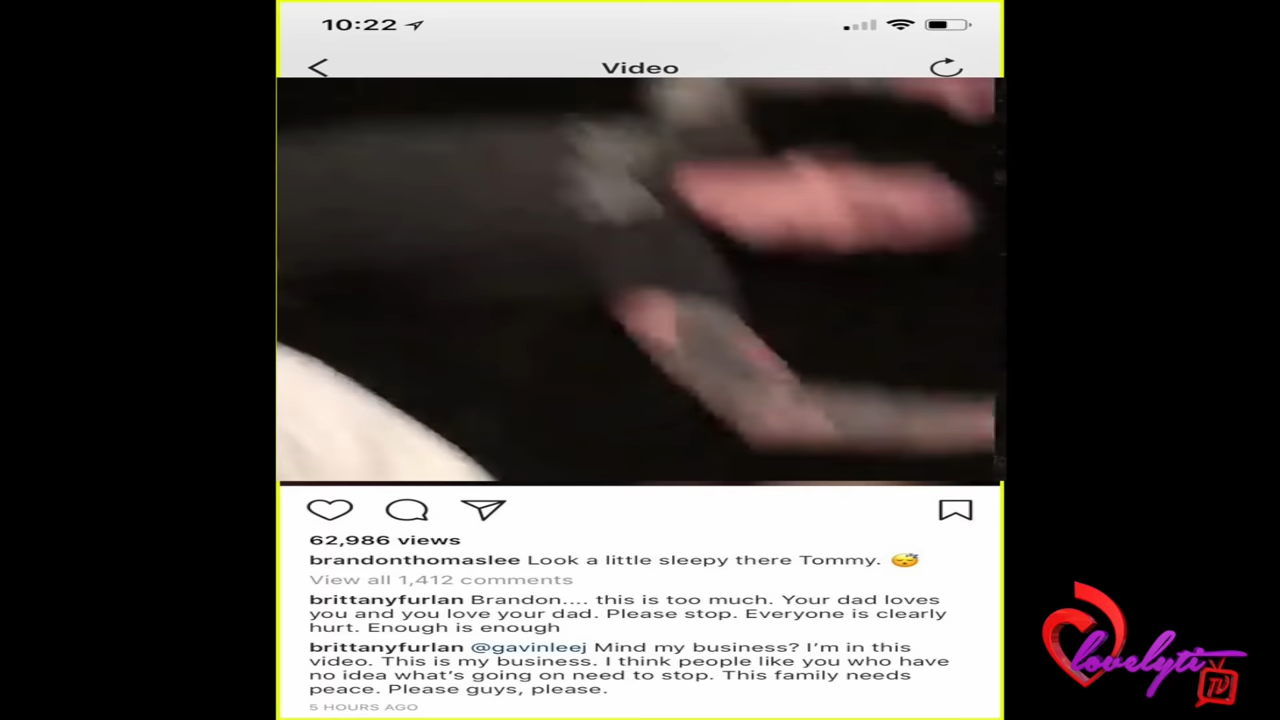 10:22
Video
62,986 views
brandonthomaslee Look a little sleepy there Tommy. 😴
View all 1,412 comments
brittanyfurlan Brandon.... this is too much. Your dad loves
you and you love your dad. Please stop. Everyone is clearly
hurt. Enough is enough
brittanyfurlan @gavinleej Mind my business? I'm in this
video. This is my business. I think people like you who have
no idea what's going on need to stop. This family needs
peace. Please guys, please.
5 HOURS AGO
lovelyti
TV